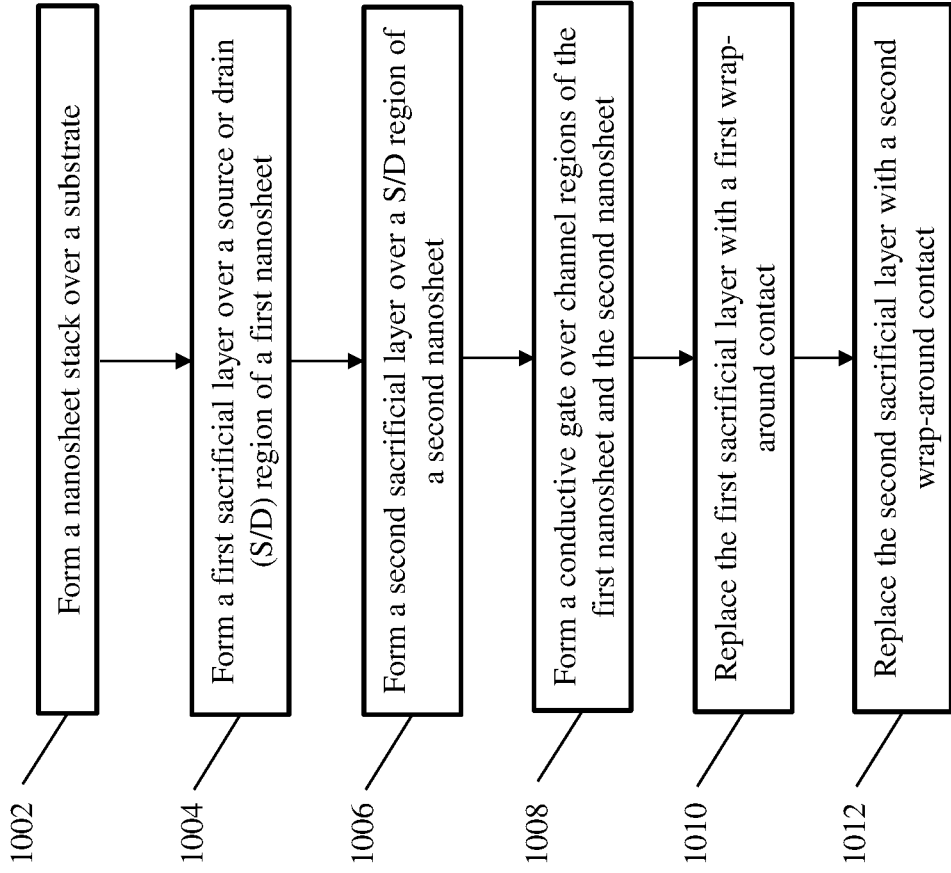 1002
Form a nanosheet stack over a substrate
1004
Form a first sacrificial layer over a source or drain
(S/D) region of a first nanosheet
1006
Form a second sacrificial layer over a S/D region of
a second nanosheet
1008
Form a conductive gate over channel regions of the
first nanosheet and the second nanosheet
1010
Replace the first sacrificial layer with a first wrap-
around contact
1012
Replace the second sacrificial layer with a second
wrap-around contact